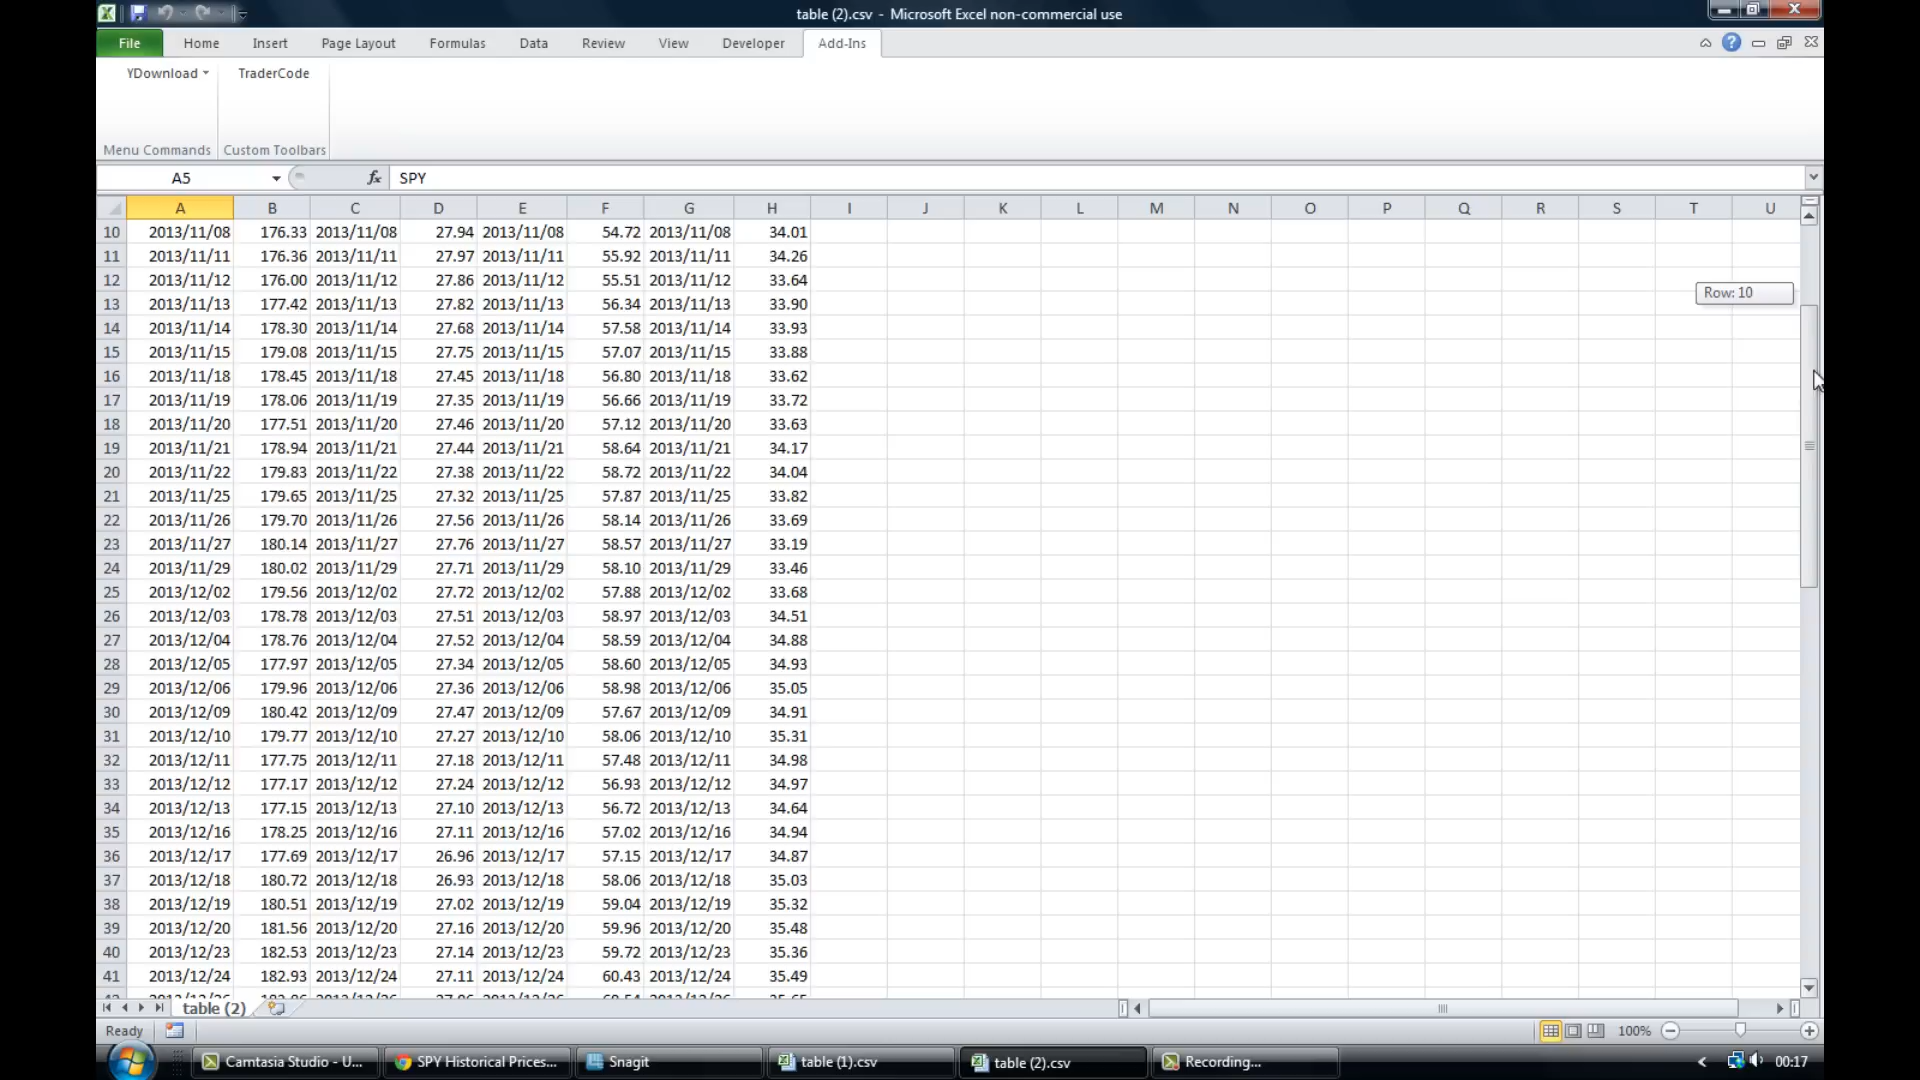 table (2).csv - Microsoft Excel non-commercial use
File Home Insert Page Layout Formulas Data Review View Developer Add-Ins
YDownload TraderCode
Menu Commands Custom Toolbars
A5 fx SPY
A B C D E F G H I J K L M N O P Q R S T U
10 2013/11/08 176.33 2013/11/08 27.94 2013/11/08 54.72 2013/11/08 34.01
11 2013/11/11 176.36 2013/11/11 27.97 2013/11/11 55.92 2013/11/11 34.26
12 2013/11/12 176.00 2013/11/12 27.86 2013/11/12 55.51 2013/11/12 33.64
Row: 10
13 2013/11/13 177.42 2013/11/13 27.82 2013/11/13 56.34 2013/11/13 33.90
14 2013/11/14 178.30 2013/11/14 27.68 2013/11/14 57.58 2013/11/14 33.93
15 2013/11/15 179.08 2013/11/15 27.75 2013/11/15 57.07 2013/11/15 33.88
16 2013/11/18 178.45 2013/11/18 27.45 2013/11/18 56.80 2013/11/18 33.62
17 2013/11/19 178.06 2013/11/19 27.35 2013/11/19 56.66 2013/11/19 33.72
18 2013/11/20 177.51 2013/11/20 27.46 2013/11/20 57.12 2013/11/20 33.63
19 2013/11/21 178.94 2013/11/21 27.44 2013/11/21 58.64 2013/11/21 34.17
20 2013/11/22 179.83 2013/11/22 27.38 2013/11/22 58.72 2013/11/22 34.04
21 2013/11/25 179.65 2013/11/25 27.32 2013/11/25 57.87 2013/11/25 33.82
22 2013/11/26 179.70 2013/11/26 27.56 2013/11/26 58.14 2013/11/26 33.69
23 2013/11/27 180.14 2013/11/27 27.76 2013/11/27 58.57 2013/11/27 33.19
24 2013/11/29 180.02 2013/11/29 27.71 2013/11/29 58.10 2013/11/29 33.46
25 2013/12/02 179.56 2013/12/02 27.72 2013/12/02 57.88 2013/12/02 33.68
26 2013/12/03 178.78 2013/12/03 27.51 2013/12/03 58.97 2013/12/03 34.51
27 2013/12/04 178.76 2013/12/04 27.52 2013/12/04 58.59 2013/12/04 34.88
28 2013/12/05 177.97 2013/12/05 27.34 2013/12/05 58.60 2013/12/05 34.93
29 2013/12/06 179.96 2013/12/06 27.36 2013/12/06 58.98 2013/12/06 35.05
30 2013/12/09 180.42 2013/12/09 27.47 2013/12/09 57.67 2013/12/09 34.91
31 2013/12/10 179.77 2013/12/10 27.27 2013/12/10 58.06 2013/12/10 35.31
32 2013/12/11 177.75 2013/12/11 27.18 2013/12/11 57.48 2013/12/11 34.98
33 2013/12/12 177.17 2013/12/12 27.24 2013/12/12 56.93 2013/12/12 34.97
34 2013/12/13 177.15 2013/12/13 27.10 2013/12/13 56.72 2013/12/13 34.64
35 2013/12/16 178.25 2013/12/16 27.11 2013/12/16 57.02 2013/12/16 34.94
36 2013/12/17 177.69 2013/12/17 26.96 2013/12/17 57.15 2013/12/17 34.87
37 2013/12/18 180.72 2013/12/18 26.93 2013/12/18 58.06 2013/12/18 35.03
38 2013/12/19 180.51 2013/12/19 27.02 2013/12/19 59.04 2013/12/19 35.32
39 2013/12/20 181.56 2013/12/20 27.16 2013/12/20 59.96 2013/12/20 35.48
40 2013/12/23 182.53 2013/12/23 27.14 2013/12/23 59.72 2013/12/23 35.36
41 2013/12/24 182.93 2013/12/24 27.11 2013/12/24 60.43 2013/12/24 35.49
table (2)
Ready 100%
Camtasia Studio - U... SPY Historical Prices... Snagit table (1).csv table (2).csv Recording... 00:17